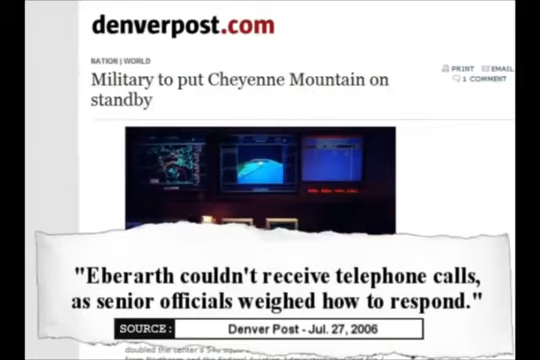 denverpost.com
NATION | WORLD
Military to put Cheyenne Mountain on
standby
PRINT EMAIL
1 COMMENT
"Eberarth couldn't receive telephone calls,
as senior officials weighed how to respond."
SOURCE: Denver Post - Jul. 27, 2006